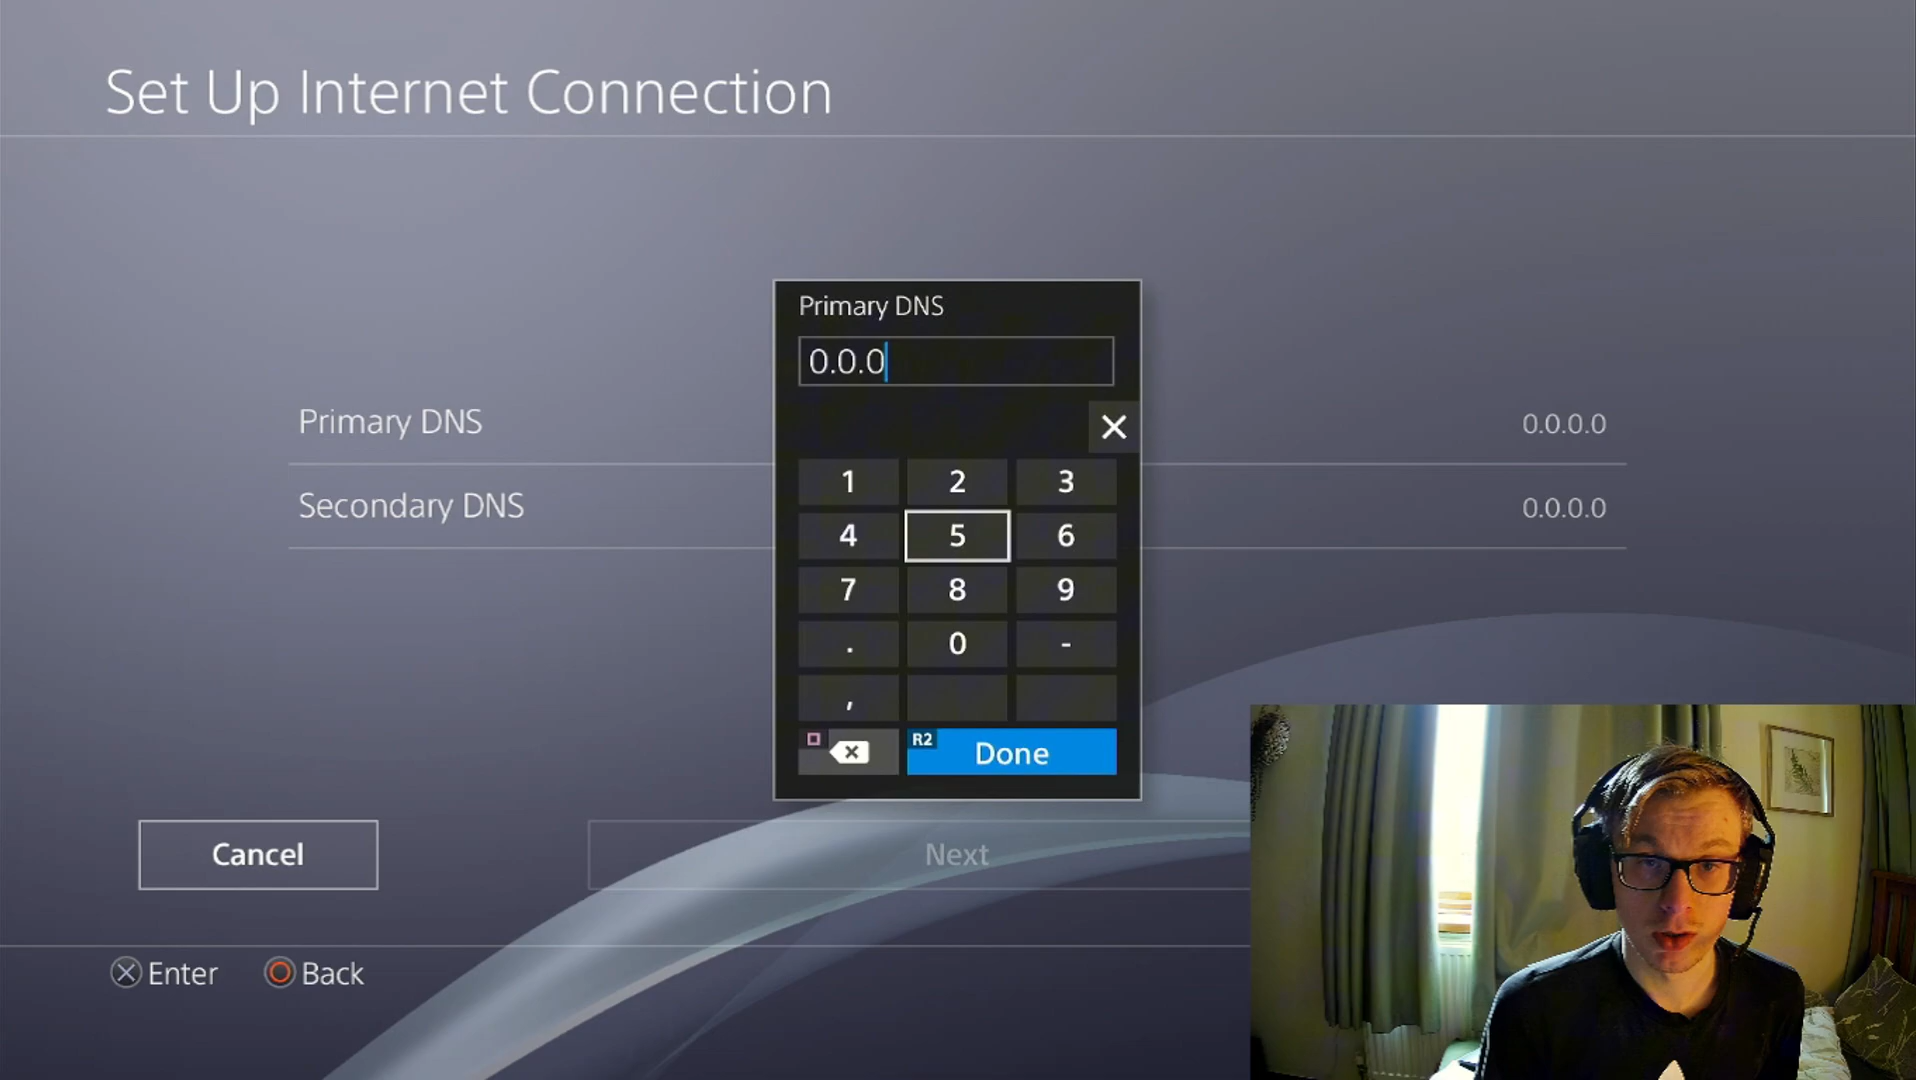 Set Up Internet Connection
Primary DNS
0.0.0
Primary DNS 0.0.0.0
Secondary DNS 0.0.0.0
1 2 3
4 5 6
7 8 9
. 0 -
,
R2 Done
Cancel Next
Enter Back